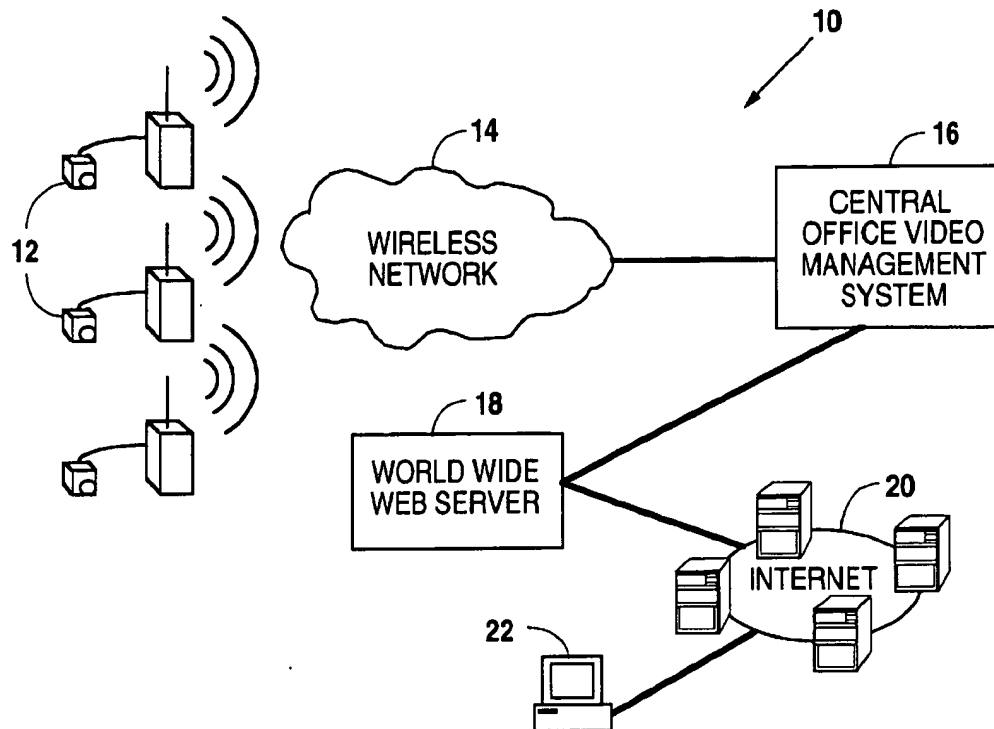 10
14
16
12
WIRELESS
NETWORK
CENTRAL
OFFICE VIDEO
MANAGEMENT
SYSTEM
18
WORLD WIDE
WEB SERVER
20
INTERNET
22